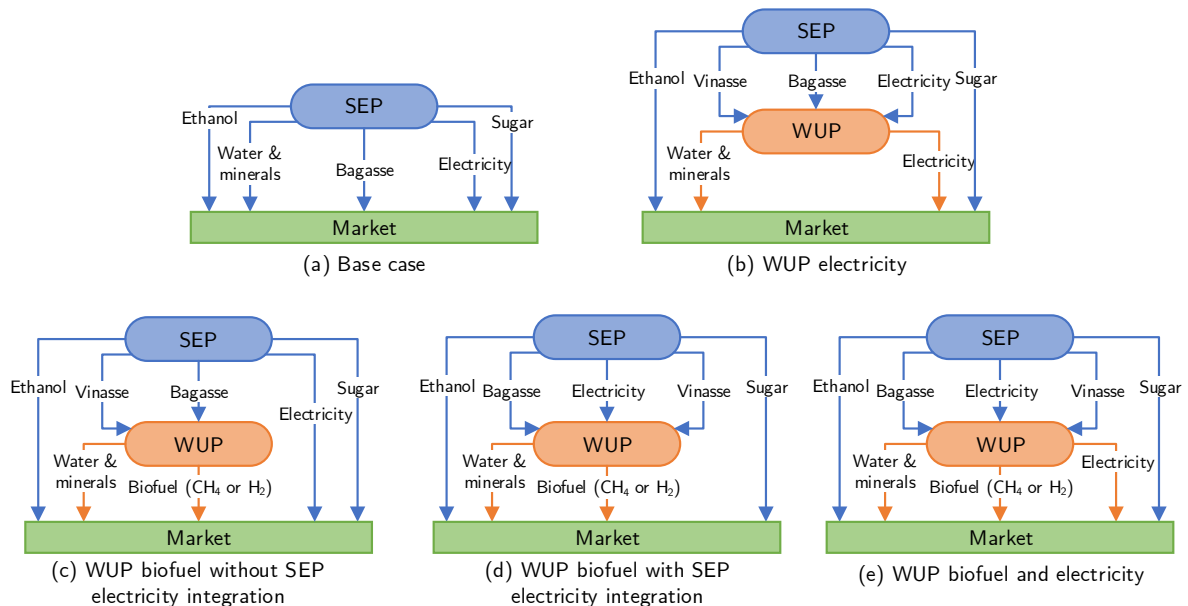 SEP
Ethanol
Water &
minerals
Bagasse
Electricity
Sugar
Market
(a) Base case
SEP
Ethanol
Vinasse
Bagasse
Electricity
Sugar
WUP
Water &
minerals
Electricity
Market
(b) WUP electricity
SEP
Ethanol
Vinasse
Bagasse
Electricity
Sugar
WUP
Water &
minerals
Biofuel (CH₄ or H₂)
Market
(c) WUP biofuel without SEP
electricity integration
SEP
Ethanol
Bagasse
Electricity
Vinasse
Sugar
WUP
Water &
minerals
Biofuel (CH₄ or H₂)
Market
(d) WUP biofuel with SEP
electricity integration
SEP
Ethanol
Bagasse
Electricity
Vinasse
Sugar
WUP
Water &
minerals
Biofuel (CH₄ or H₂)
Electricity
Market
(e) WUP biofuel and electricity